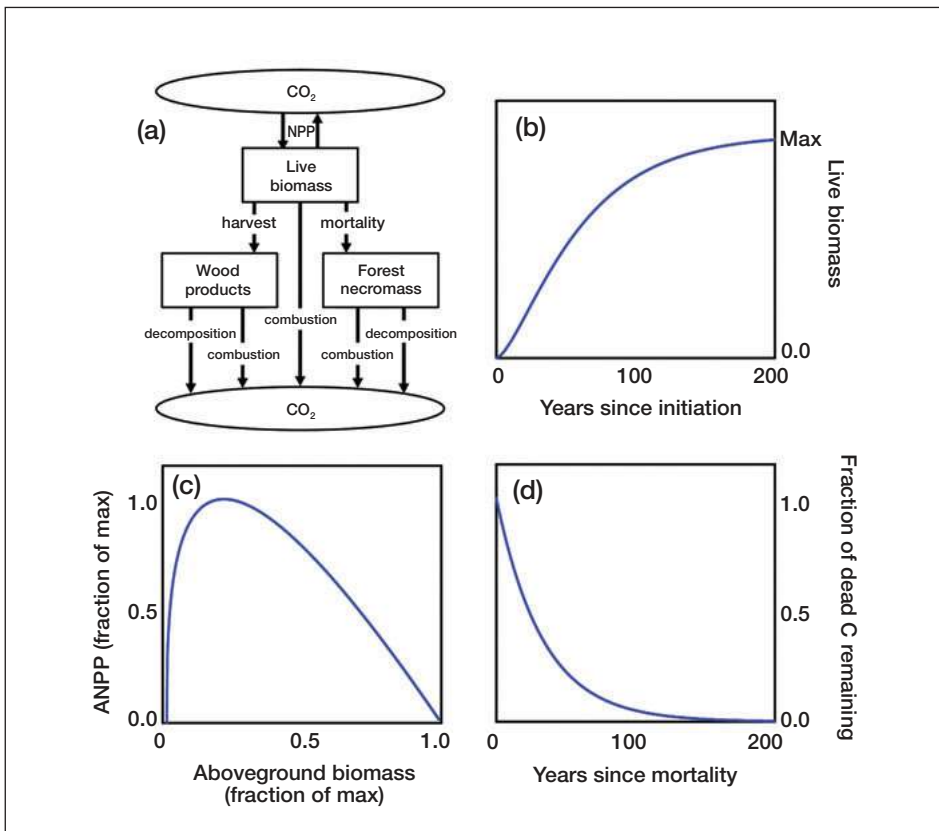 (a)
CO₂
NPP
Live
biomass
harvest
mortality
Wood
products
Forest
necromass
decomposition
combustion
combustion
combustion
decomposition
CO₂
(b)
Max
0.0
Live biomass
0
100
200
Years since initiation
(c)
ANPP (fraction of max)
1.0
0.5
0.0
0
0.5
1.0
Aboveground biomass
(fraction of max)
(d)
1.0
0.5
0.0
Fraction of dead C remaining
0
100
200
Years since mortality